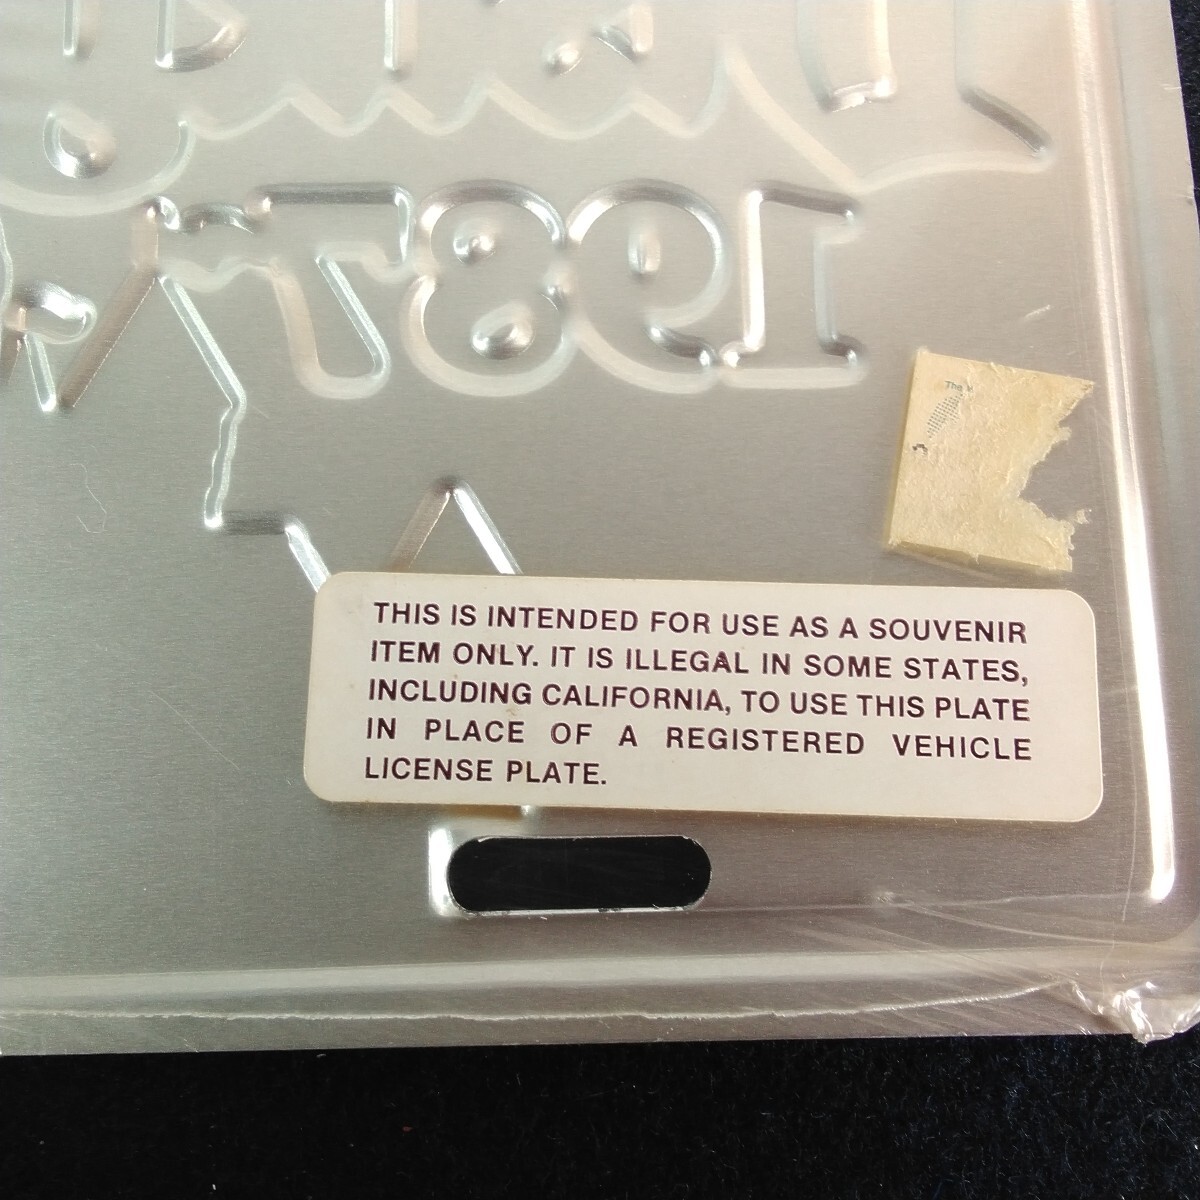 1987
The
THIS IS INTENDED FOR USE AS A SOUVENIR
ITEM ONLY. IT IS ILLEGAL IN SOME STATES,
INCLUDING CALIFORNIA, TO USE THIS PLATE
IN PLACE OF A REGISTERED VEHICLE
LICENSE PLATE.